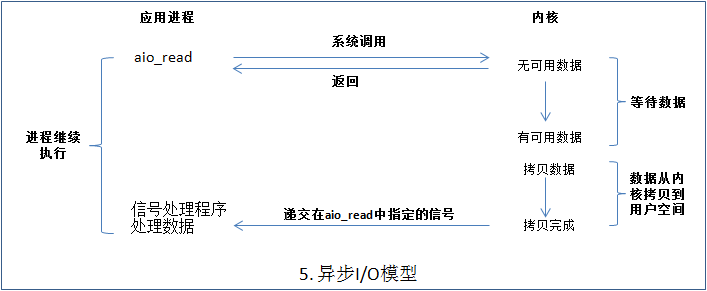 应用进程
内核
系统调用
aio_read
返回
无可用数据
等待数据
有可用数据
进程继续
执行
拷贝数据
数据从内
核拷贝到
用户空间
信号处理程序
处理数据
递交在aio_read中指定的信号
拷贝完成
5. 异步I/O模型